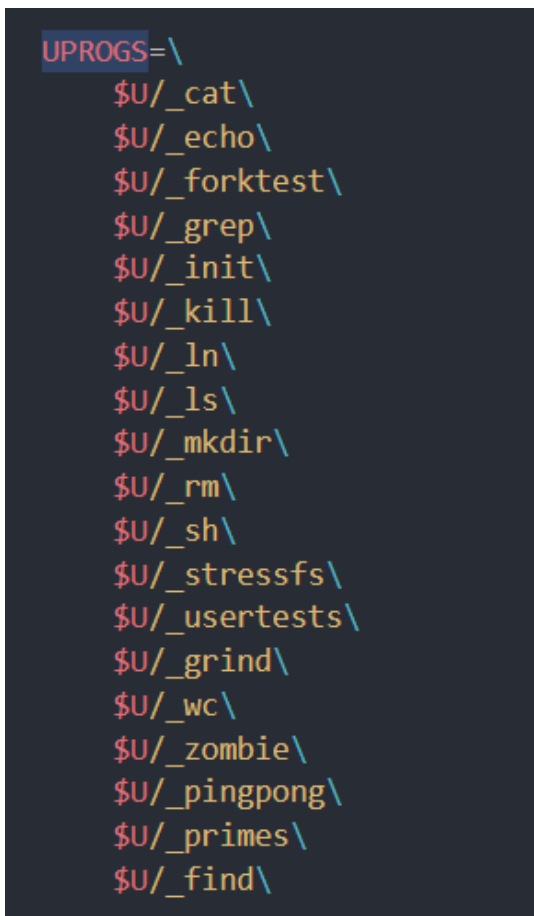 UPROGS=\
$U/_cat\
$U/_echo\
$U/_forktest\
$U/_grep\
$U/_init\
$U/_kill\
$U/_ln\
$U/_ls\
$U/_mkdir\
$U/_rm\
$U/_sh\
$U/_stressfs\
$U/_usertests\
$U/_grind\
$U/_wc\
$U/_zombie\
$U/_pingpong\
$U/_primes\
$U/_find\